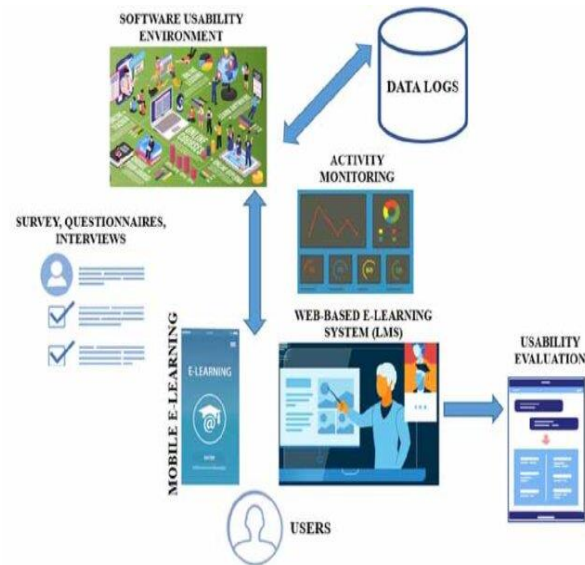 SOFTWARE USABILITY
ENVIRONMENT
DATA LOGS
ACTIVITY
MONITORING
SURVEY, QUESTIONNAIRES,
INTERVIEWS
MOBILE E-LEARNING
E-LEARNING
WEB-BASED E-LEARNING
SYSTEM (LMS)
USABILITY
EVALUATION
USERS